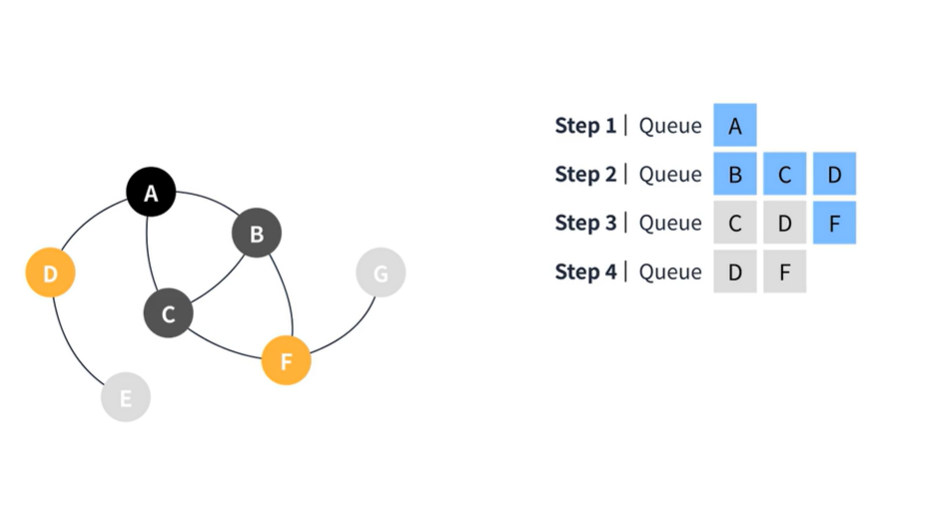 A
B
D
G
C
F
E
Step 1 | Queue A
Step 2 | Queue B C D
Step 3 | Queue C D F
Step 4 | Queue D F